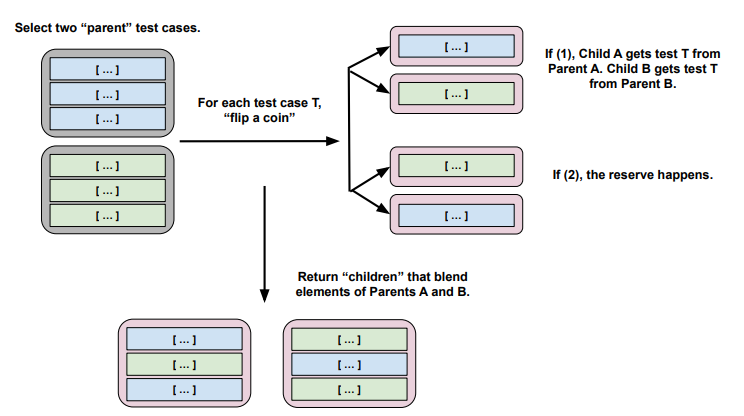 Select two “parent” test cases.
[ ... ]
[ ... ]
[ ... ]
[ ... ]
[ ... ]
[ ... ]
For each test case T,
“flip a coin”
[ ... ]
[ ... ]
If (1), Child A gets test T from
Parent A. Child B gets test T
from Parent B.
[ ... ]
[ ... ]
If (2), the reserve happens.
Return “children” that blend
elements of Parents A and B.
[ ... ]
[ ... ]
[ ... ]
[ ... ]
[ ... ]
[ ... ]